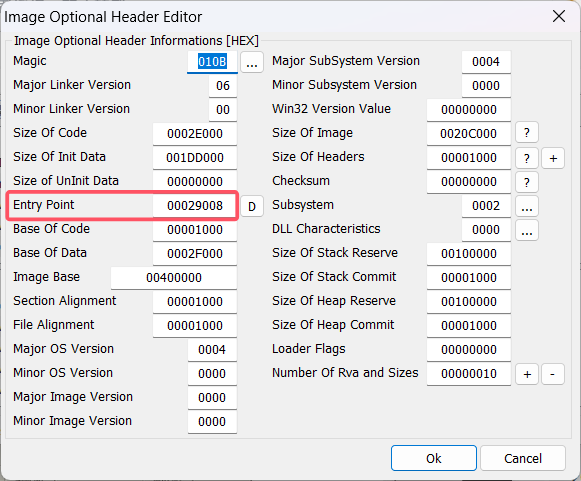 Image Optional Header Editor
Image Optional Header Informations [HEX]
Magic 010B ...
Major Linker Version 06
Minor Linker Version 00
Size Of Code 0002E000
Size Of Init Data 001DD000
Size of UnInit Data 00000000
Entry Point 00029008 D
Base Of Code 00001000
Base Of Data 0002F000
Image Base 00400000
Section Alignment 00001000
File Alignment 00001000
Major OS Version 0004
Minor OS Version 0000
Major Image Version 0000
Minor Image Version 0000
Major SubSystem Version 0004
Minor Subsystem Version 0000
Win32 Version Value 00000000
Size Of Image 0020C000 ?
Size Of Headers 00001000 ? +
Checksum 00000000 ?
Subsystem 0002 ...
DLL Characteristics 0000 ...
Size Of Stack Reserve 00100000
Size Of Stack Commit 00001000
Size Of Heap Reserve 00100000
Size Of Heap Commit 00001000
Loader Flags 00000000
Number Of Rva and Sizes 00000010 + -
Ok Cancel